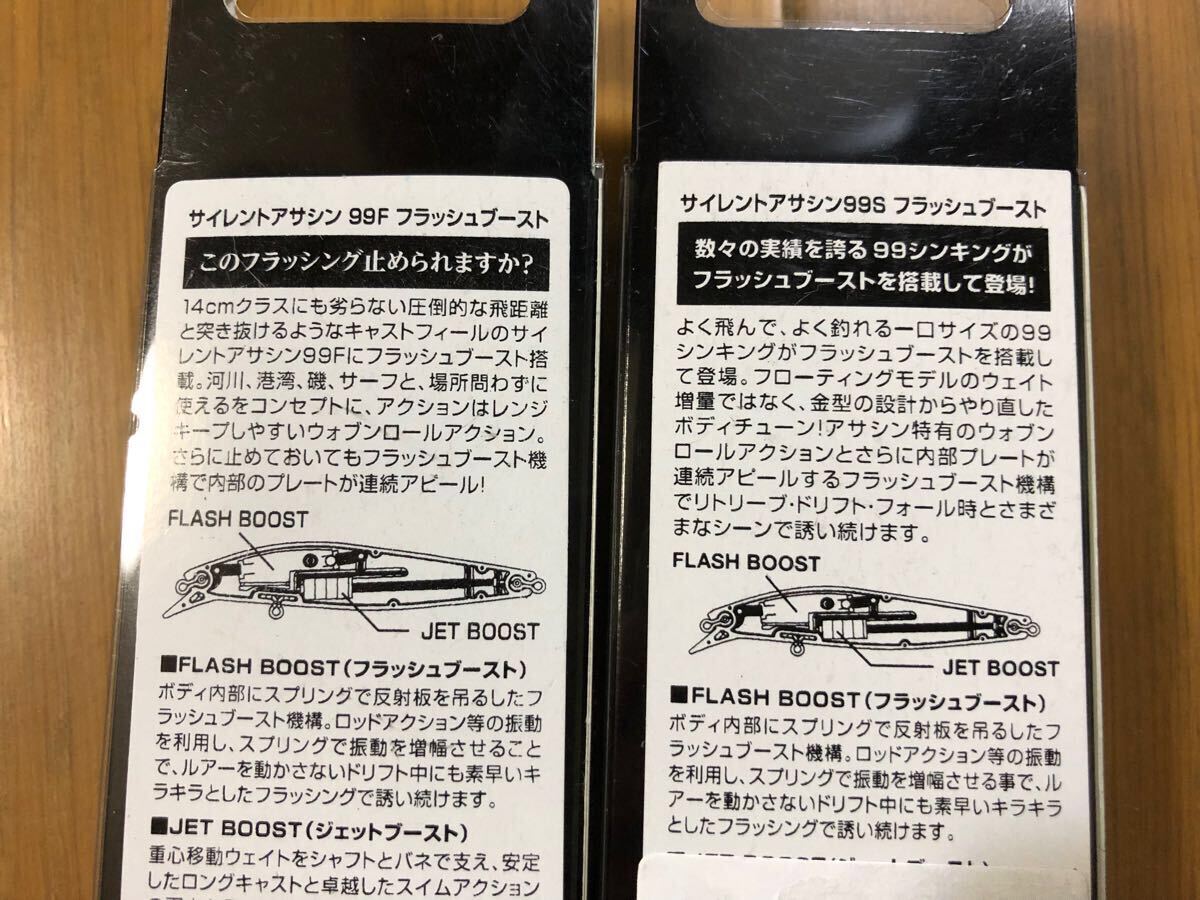 サイレントアサシン 99F フラッシュブースト
このフラッシング止められますか?
14cmクラスにも劣らない圧倒的な飛距離
と突き抜けるようなキャストフィールのサイ
レントアサシン99Fにフラッシュブースト搭
載。河川、港湾、磯、サーフと、場所問わずに
使えるをコンセプトに、アクションはレンジ
キープしやすいウォブンロールアクション。
さらに止めておいてもフラッシュブースト機
構で内部のプレートが連続アピール!
FLASH BOOST
JET BOOST
■FLASH BOOST(フラッシュブースト)
ボディ内部にスプリングで反射板を吊るしたフ
ラッシュブースト機構。ロッドアクション等の振動
を利用し、スプリングで振動を増幅させること
で、ルアーを動かさないドリフト中にも素早いキ
ラキラとしたフラッシングで誘い続けます。
■JET BOOST(ジェットブースト)
重心移動ウェイトをシャフトとバネで支え、安定
したロングキャストと卓越したスイムアクション
サイレントアサシン99S フラッシュブースト
数々の実績を誇る99シンキングが
フラッシュブーストを搭載して登場!
よく飛んで、よく釣れる一口サイズの99
シンキングがフラッシュブーストを搭載し
て登場。フローティングモデルのウェイト
増量ではなく、金型の設計からやり直した
ボディチューン!アサシン特有のウォブン
ロールアクションとさらに内部プレートが
連続アピールするフラッシュブースト機構
でリトリーブ・ドリフト・フォール時とさまざ
まなシーンで誘い続けます。
FLASH BOOST
JET BOOST
■FLASH BOOST(フラッシュブースト)
ボディ内部にスプリングで反射板を吊るしたフ
ラッシュブースト機構。ロッドアクション等の振動
を利用し、スプリングで振動を増幅させる事で、ル
アーを動かさないドリフト中にも素早いキラキラ
としたフラッシングで誘い続けます。